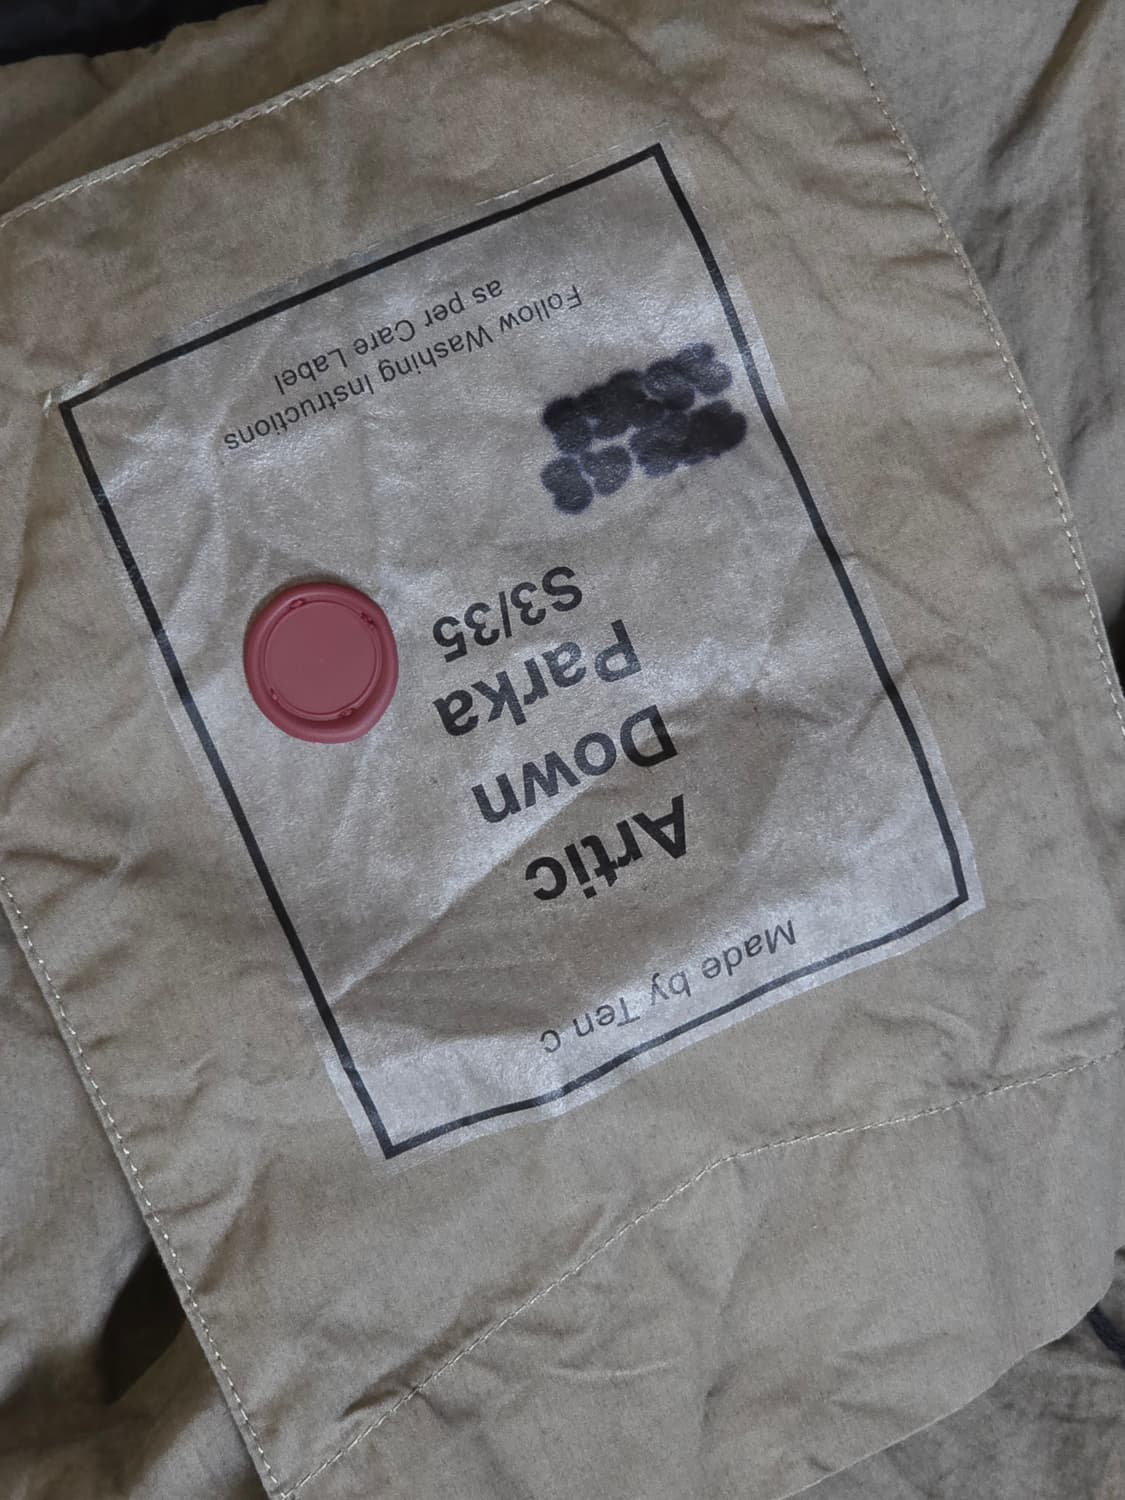 Made by Ten C
Artic
Down
Parka
S3/35
Follow Washing Instructions
as per Care Label